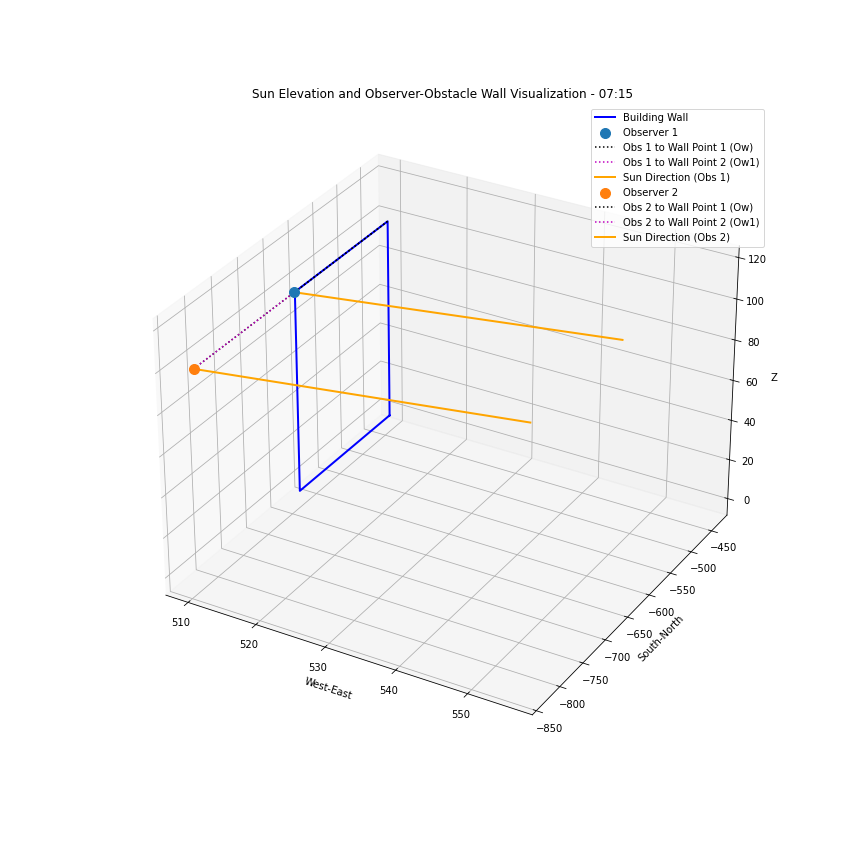 Sun Elevation and Observer-Obstacle Wall Visualization - 07:15
Building Wall
Observer 1
Obs 1 to Wall Point 1 (Ow)
Obs 1 to Wall Point 2 (Ow1)
Sun Direction (Obs 1)
Observer 2
Obs 2 to Wall Point 1 (Ow)
Obs 2 to Wall Point 2 (Ow1)
Sun Direction (Obs 2)
120
100
80
Z
60
40
20
0
−450
−500
−550
−600
−650
−700
−750
−800
−850
South-North
510
520
530
540
550
West-East